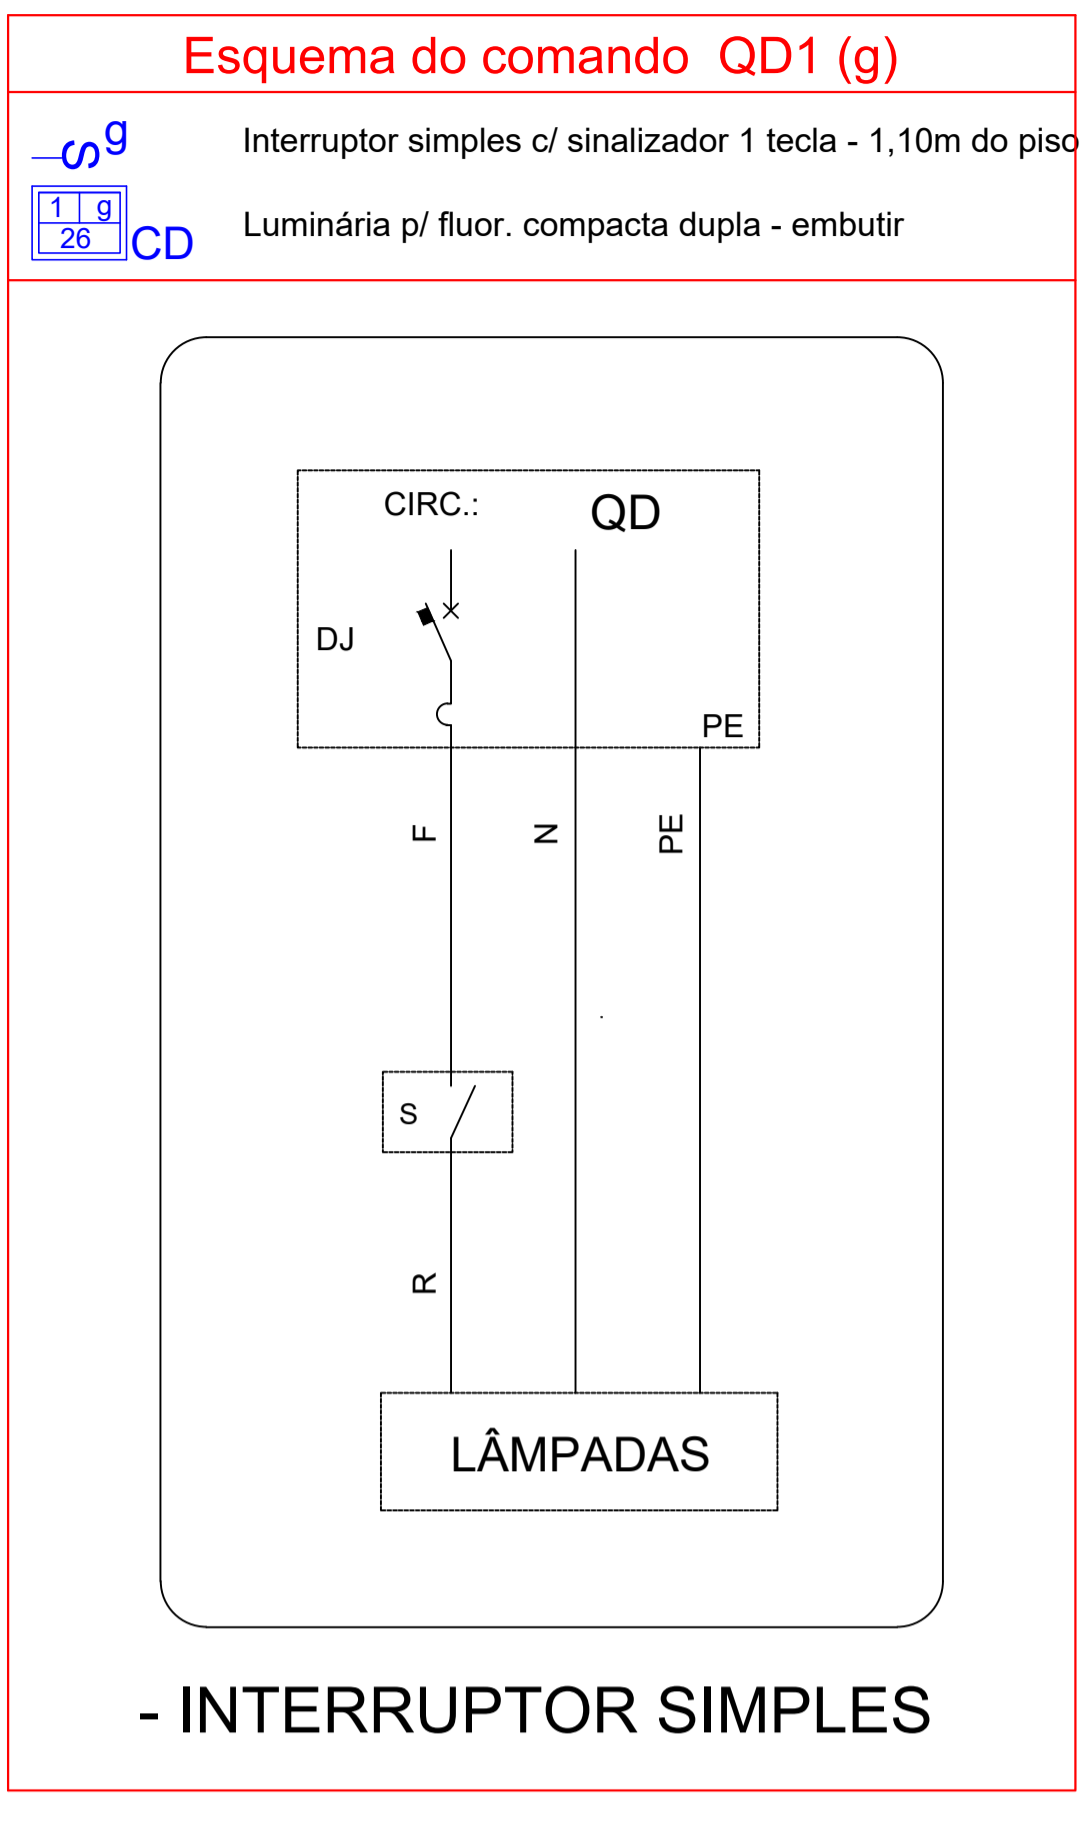 Esquema do comando QD1 (g)
S g
Interruptor simples c/ sinalizador 1 tecla - 1,10m do piso
1 g
26
CD
Luminária p/ fluor. compacta dupla - embutir
CIRC.:
QD
DJ
PE
F
N
PE
S
R
LÂMPADAS
- INTERRUPTOR SIMPLES